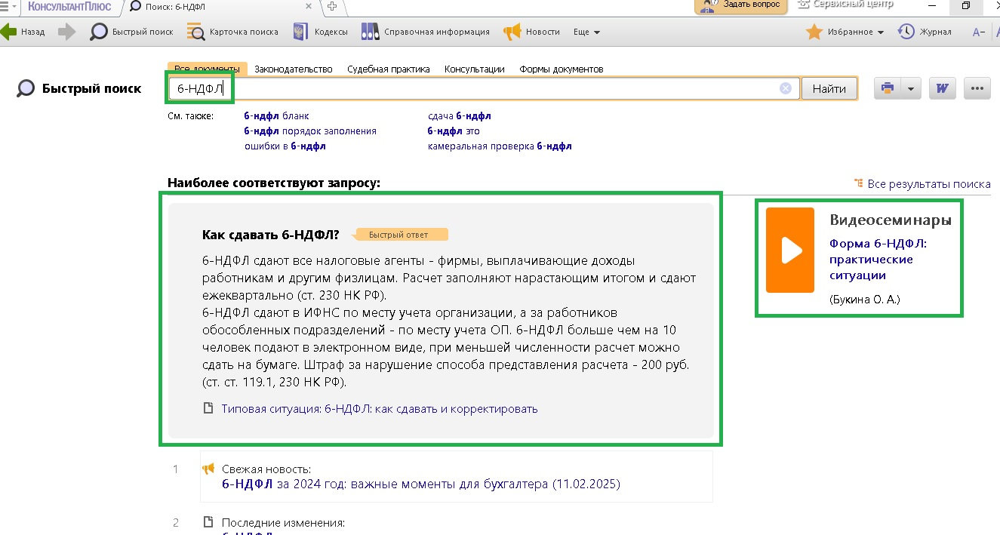 КонсультантПлюс
Поиск: 6-НДФЛ
Задать вопрос
Сервисный центр
Назад
Быстрый поиск
Карточка поиска
Кодексы
Справочная информация
Новости
Еще
Избранное
Журнал
А−
Все документы
Законодательство
Судебная практика
Консультации
Формы документов
Быстрый поиск
6-НДФЛ
Найти
W
См. также:
6-ндфл бланк
сдача 6-ндфл
6-ндфл порядок заполнения
6-ндфл это
ошибки в 6-ндфл
камеральная проверка 6-ндфл
Наиболее соответствуют запросу:
Все результаты поиска
Как сдавать 6-НДФЛ?
Быстрый ответ
6-НДФЛ сдают все налоговые агенты - фирмы, выплачивающие доходы
работникам и другим физлицам. Расчет заполняют нарастающим итогом и сдают
ежеквартально (ст. 230 НК РФ).
6-НДФЛ сдают в ИФНС по месту учета организации, а за работников
обособленных подразделений - по месту учета ОП. 6-НДФЛ больше чем на 10
человек подают в электронном виде, при меньшей численности расчет можно
сдать на бумаге. Штраф за нарушение способа представления расчета - 200 руб.
(ст. ст. 119.1, 230 НК РФ).
Типовая ситуация: 6-НДФЛ: как сдавать и корректировать
Видеосеминары
Форма 6-НДФЛ:
практические
ситуации
(Букина О. А.)
1
Свежая новость:
6-НДФЛ за 2024 год: важные моменты для бухгалтера (11.02.2025)
2
Последние изменения:
6-НДФЛ